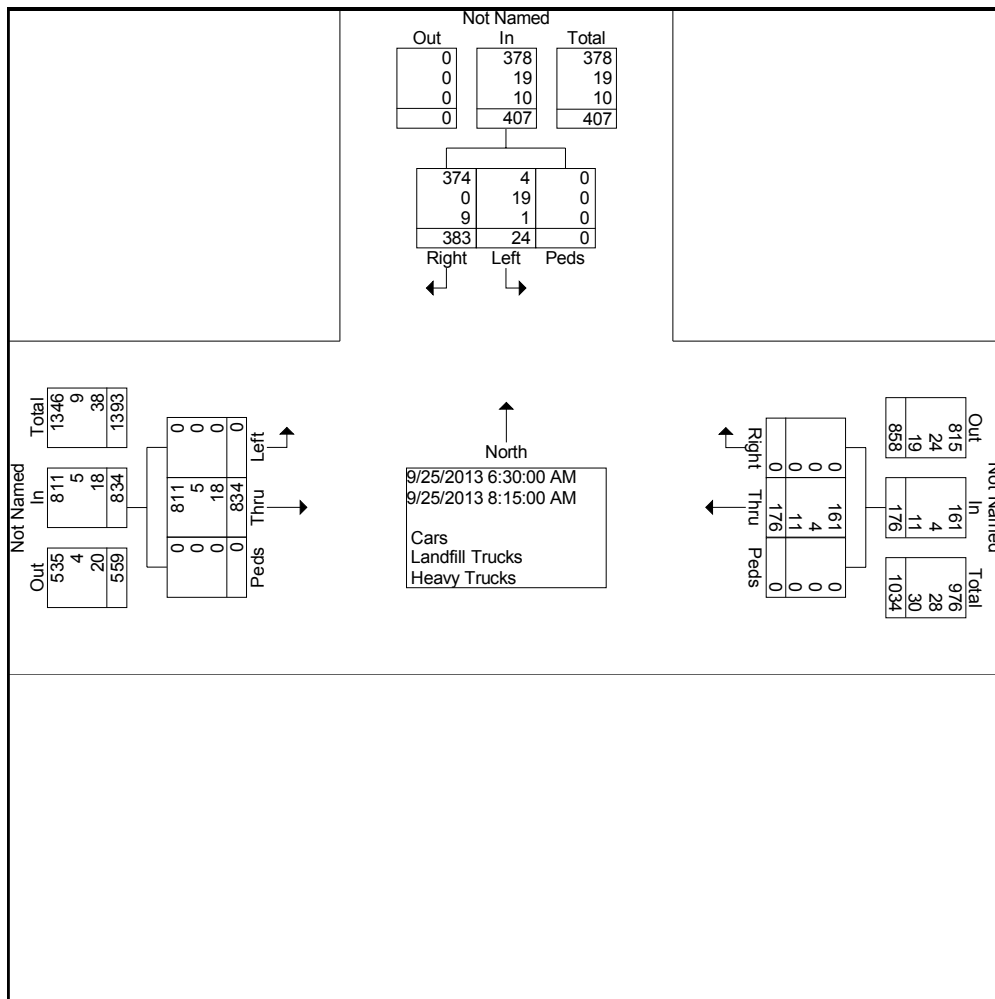 Not Named
Out In Total
0 378 378
0 19 19
0 10 10
0 407 407
374 4 0
0 19 0
9 1 0
383 24 0
Right Left Peds
Not Named
Total
1346
9
38
1393
In
811
5
18
834
Out
535
4
20
559
Left
0
0
0
0
Thru
811
5
18
834
Peds
0
0
0
0
North
9/25/2013 6:30:00 AM
9/25/2013 8:15:00 AM
Cars
Landfill Trucks
Heavy Trucks
Right
0
0
0
0
Thru
161
4
11
176
Peds
0
0
0
0
Not Named
Out
815
24
19
858
In
161
4
11
176
Total
976
28
30
1034